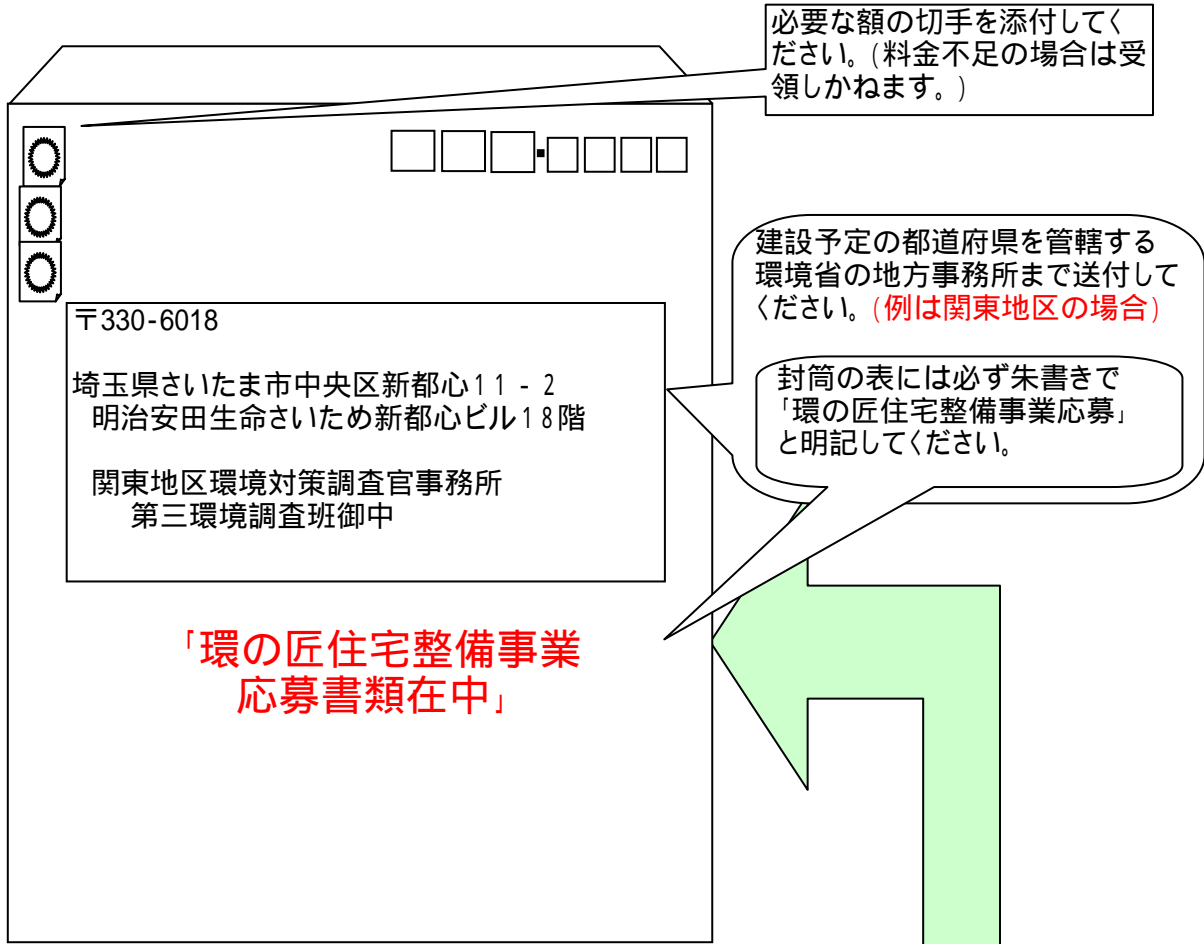 必要な額の切手を添付してく
ださい。(料金不足の場合は受
領しかねます。)
建設予定の都道府県を管轄する
環境省の地方事務所まで送付して
ください。(例は関東地区の場合)
封筒の表には必ず朱書きで
「環の匠住宅整備事業応募」
と明記してください。
〒330-6018
埼玉県さいたま市中央区新都心11-2
明治安田生命さいため新都心ビル18階
関東地区環境対策調査官事務所
第三環境調査班御中
「環の匠住宅整備事業
応募書類在中」